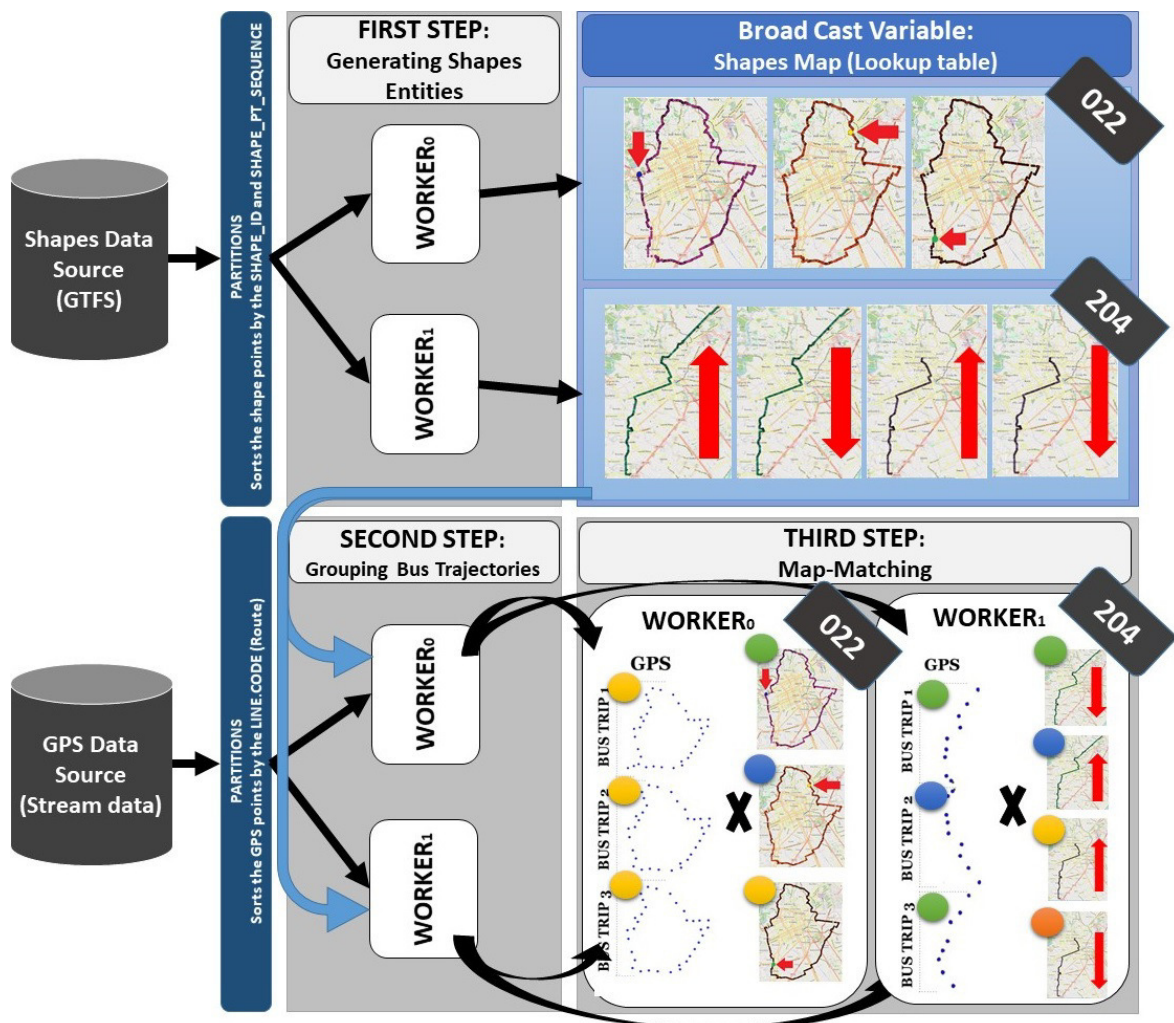 FIRST STEP:
Generating Shapes
Entities
Broad Cast Variable:
Shapes Map (Lookup table)
022
204
Shapes Data
Source
(GTFS)
PARTITIONS
Sorts the shape points by the SHAPE_ID and SHAPE_PT_SEQUENCE
WORKER0
WORKER1
SECOND STEP:
Grouping Bus Trajectories
THIRD STEP:
Map-Matching
GPS Data
Source
(Stream data)
PARTITIONS
Sorts the GPS points by the LINE.CODE (Route)
WORKER0
WORKER1
WORKER0
022
GPS
BUS TRIP 1
BUS TRIP 2
BUS TRIP 3
X
WORKER1
204
GPS
BUS TRIP 1
BUS TRIP 2
BUS TRIP 3
X